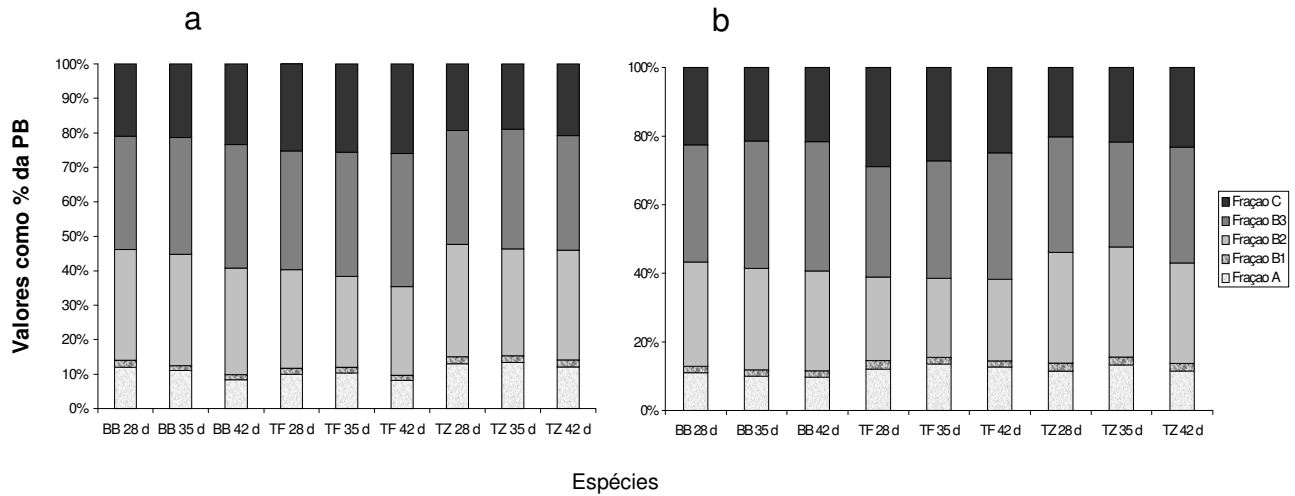 a
b
Valores como % da PB
100%
90%
80%
70%
60%
50%
40%
30%
20%
10%
0%
BB 28 d BB 35 d BB 42 d TF 28 d TF 35 d TF 42 d TZ 28 d TZ 35 d TZ 42 d
100%
80%
60%
40%
20%
0%
BB 28 d BB 35 d BB 42 d TF 28 d TF 35 d TF 42 d TZ 28 d TZ 35 d TZ 42 d
Fraçao C
Fraçao B3
Fraçao B2
Fraçao B1
Fraçao A
Espécies